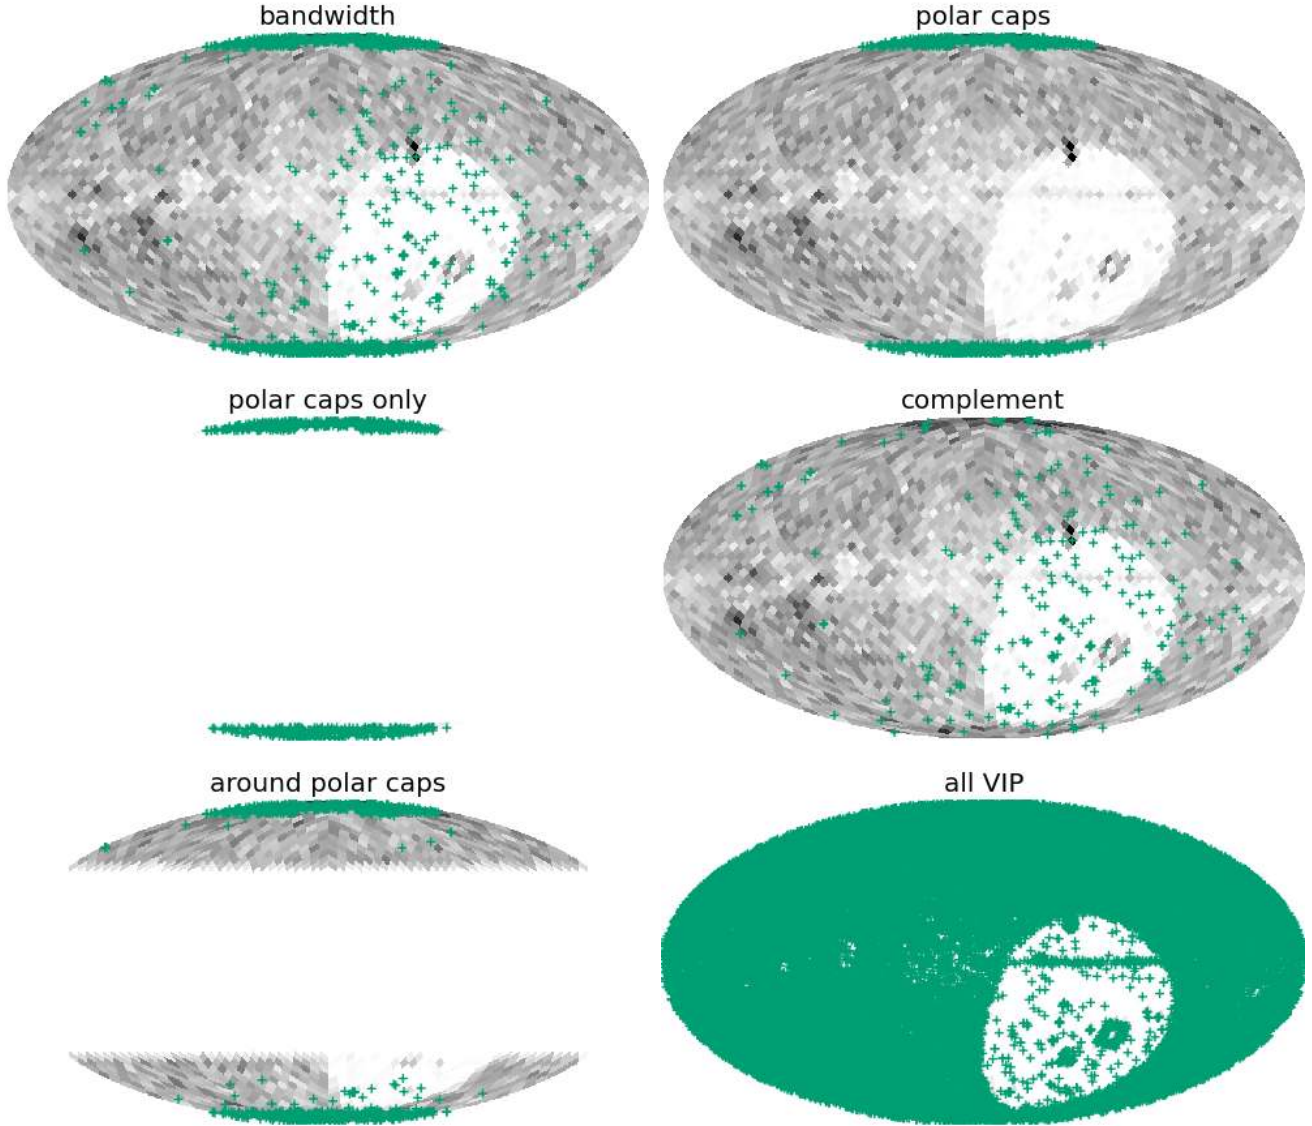 bandwidth
polar caps
polar caps only
complement
around polar caps
all VIP